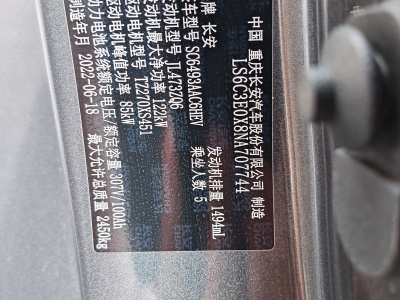 中国 重庆长安汽车股份有限公司 制造
LS6C3E0X8NA707744
牌 长安
车型号 SC6493AAC6HEV 发动机排量 1494mL
动机型号 JL473ZQ6 乘坐人数 5
发动机最大净功率 122kW
驱动电机型号 TZ270XS451
驱动电机峰值功率 85kW
动力电池系统额定电压/额定容量 307V/100Ah
制造年月 2022-06-18 最大允许总质量 2450kg